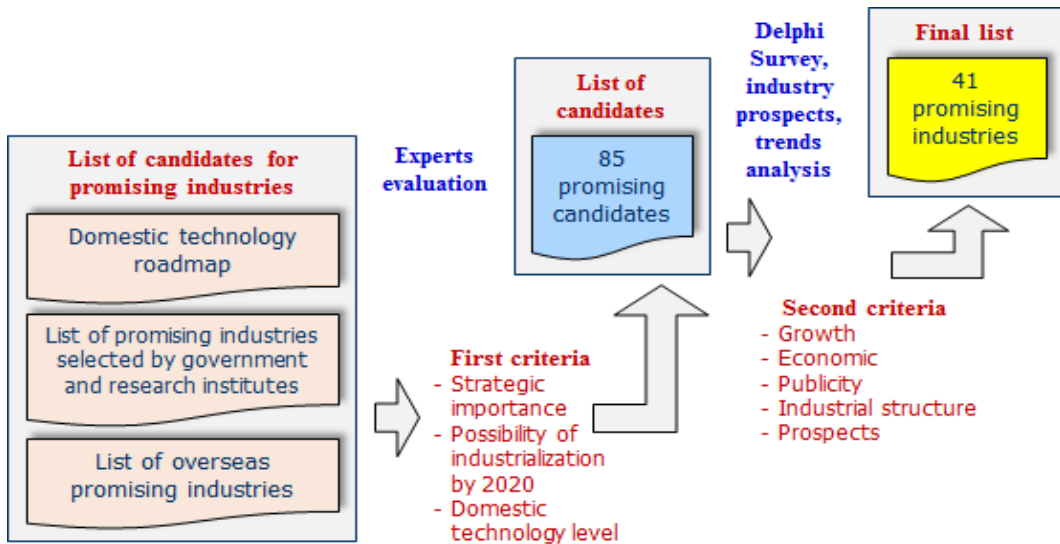 List of candidates for
promising industries
Domestic technology
roadmap
List of promising industries
selected by government
and research institutes
List of overseas
promising industries
Experts
evaluation
First criteria
- Strategic
importance
- Possibility of
industrialization
by 2020
- Domestic
technology level
List of
candidates
85
promising
candidates
Delphi
Survey,
industry
prospects,
trends
analysis
Second criteria
- Growth
- Economic
- Publicity
- Industrial structure
- Prospects
Final list
41
promising
industries